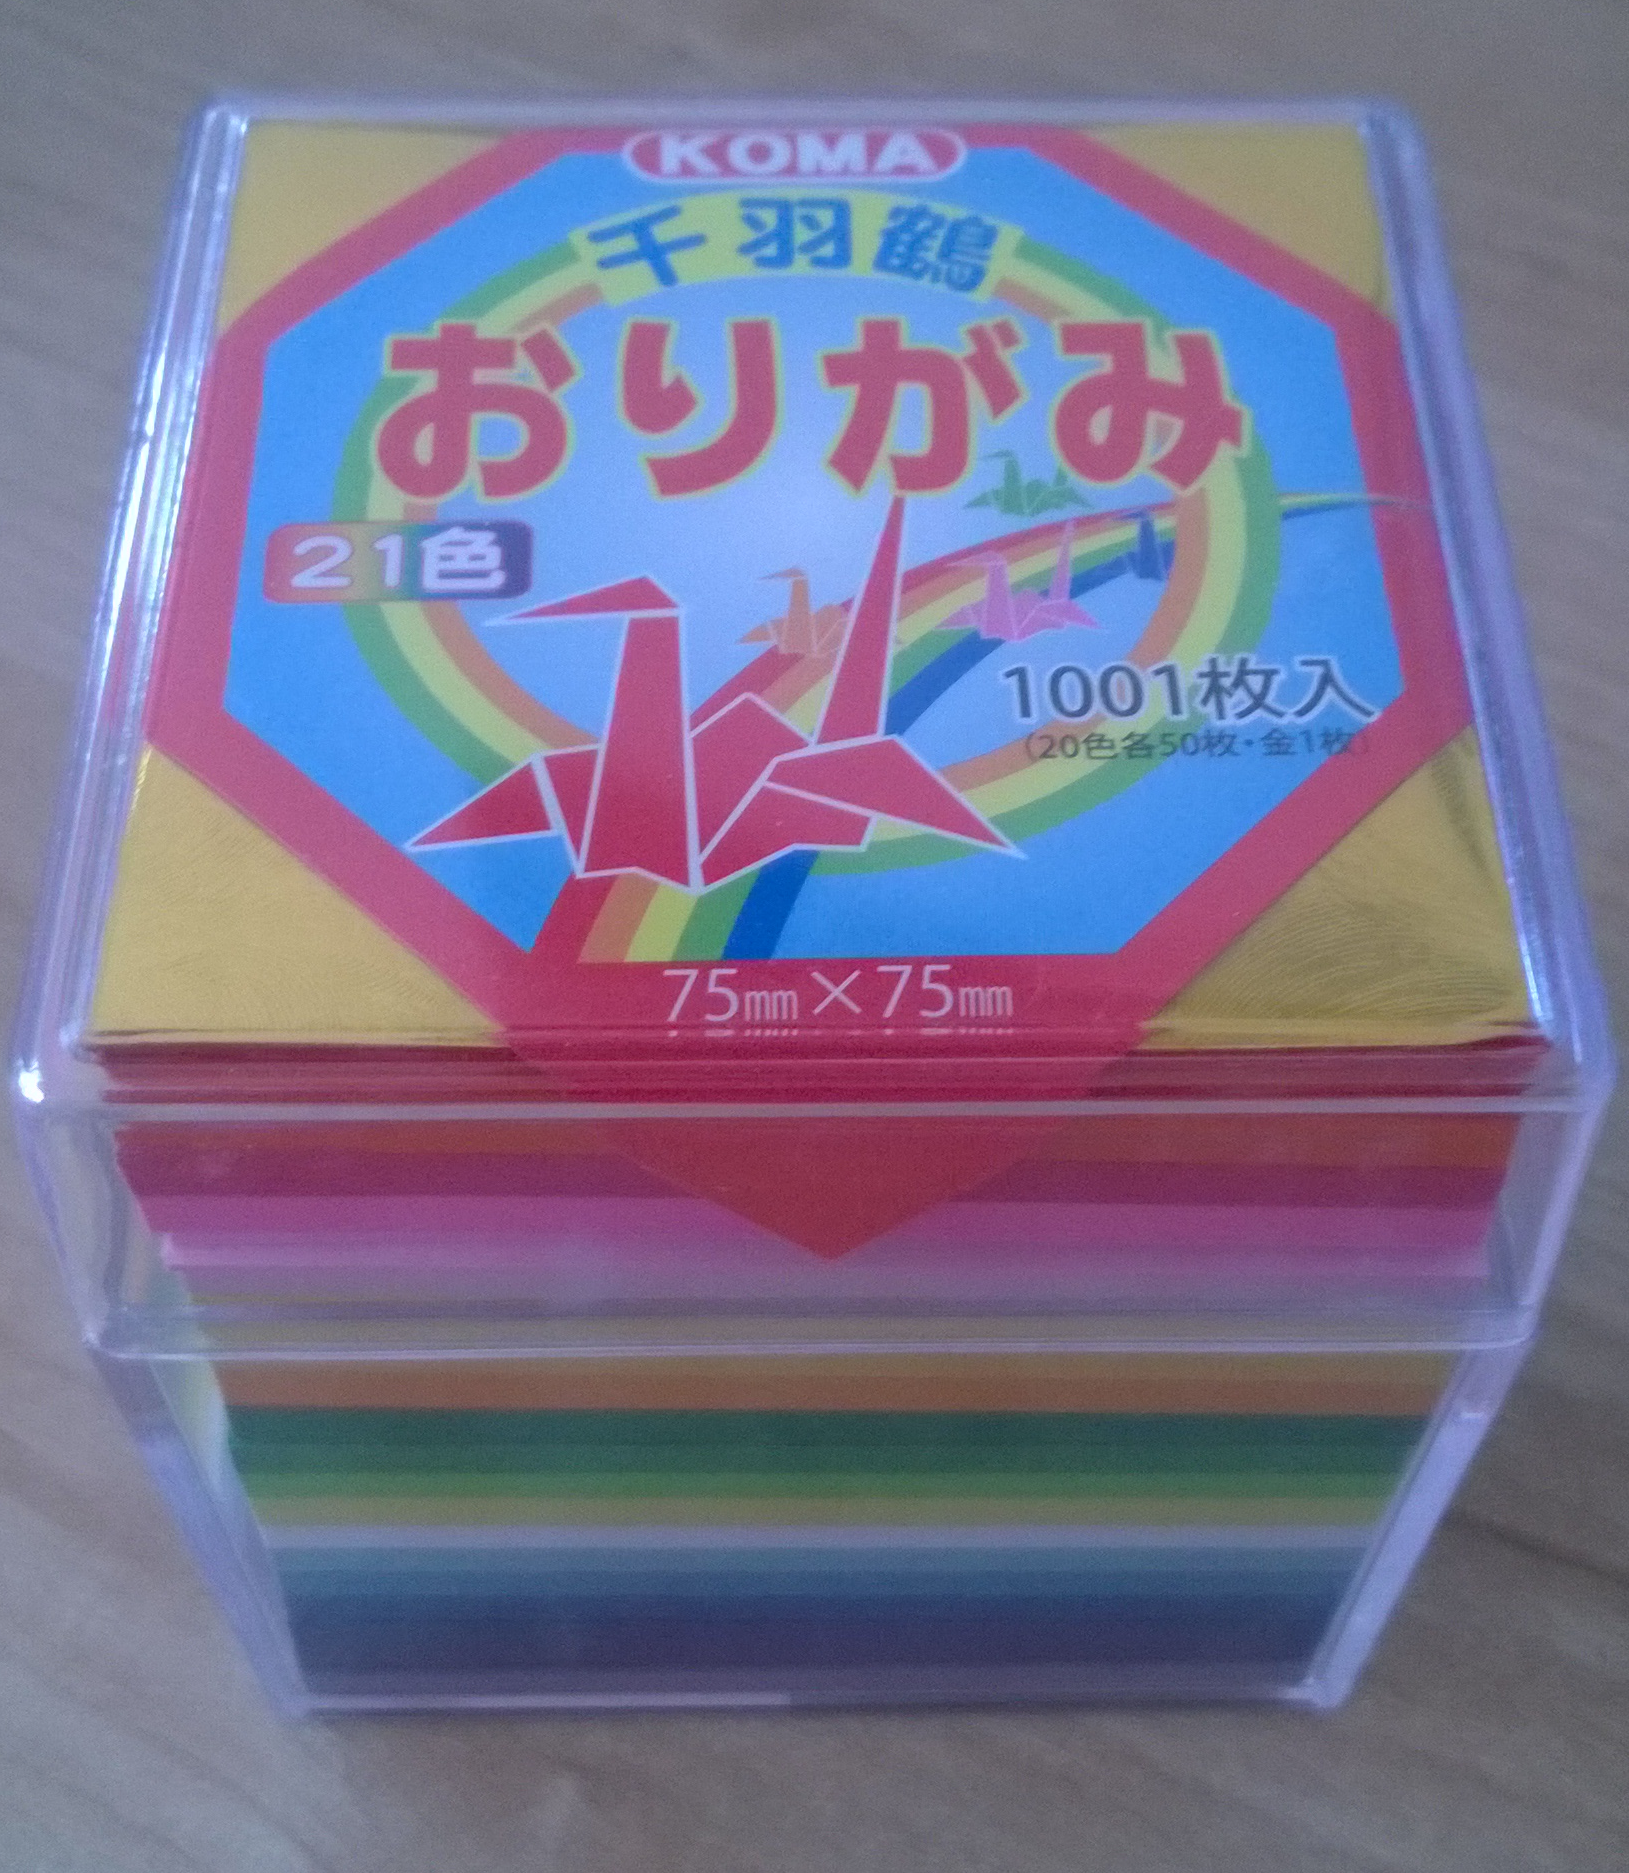 KOMA
千羽鶴
おりがみ
21色
1001枚入
(20色各50枚・金1枚)
75mm×75mm